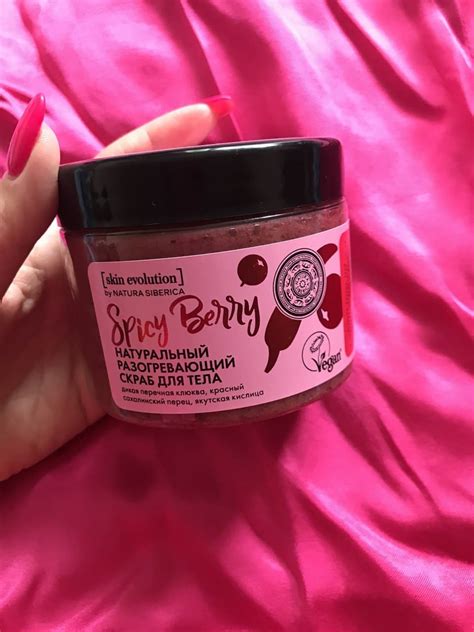 [skin evolution]
by NATURA SIBERICA
Spicy Berry
НАТУРАЛЬНЫЙ
РАЗОГРЕВАЮЩИЙ
СКРАБ ДЛЯ ТЕЛА
дикая перечная клюква, красный
сахалинский перец, якутская кислица
Vegan